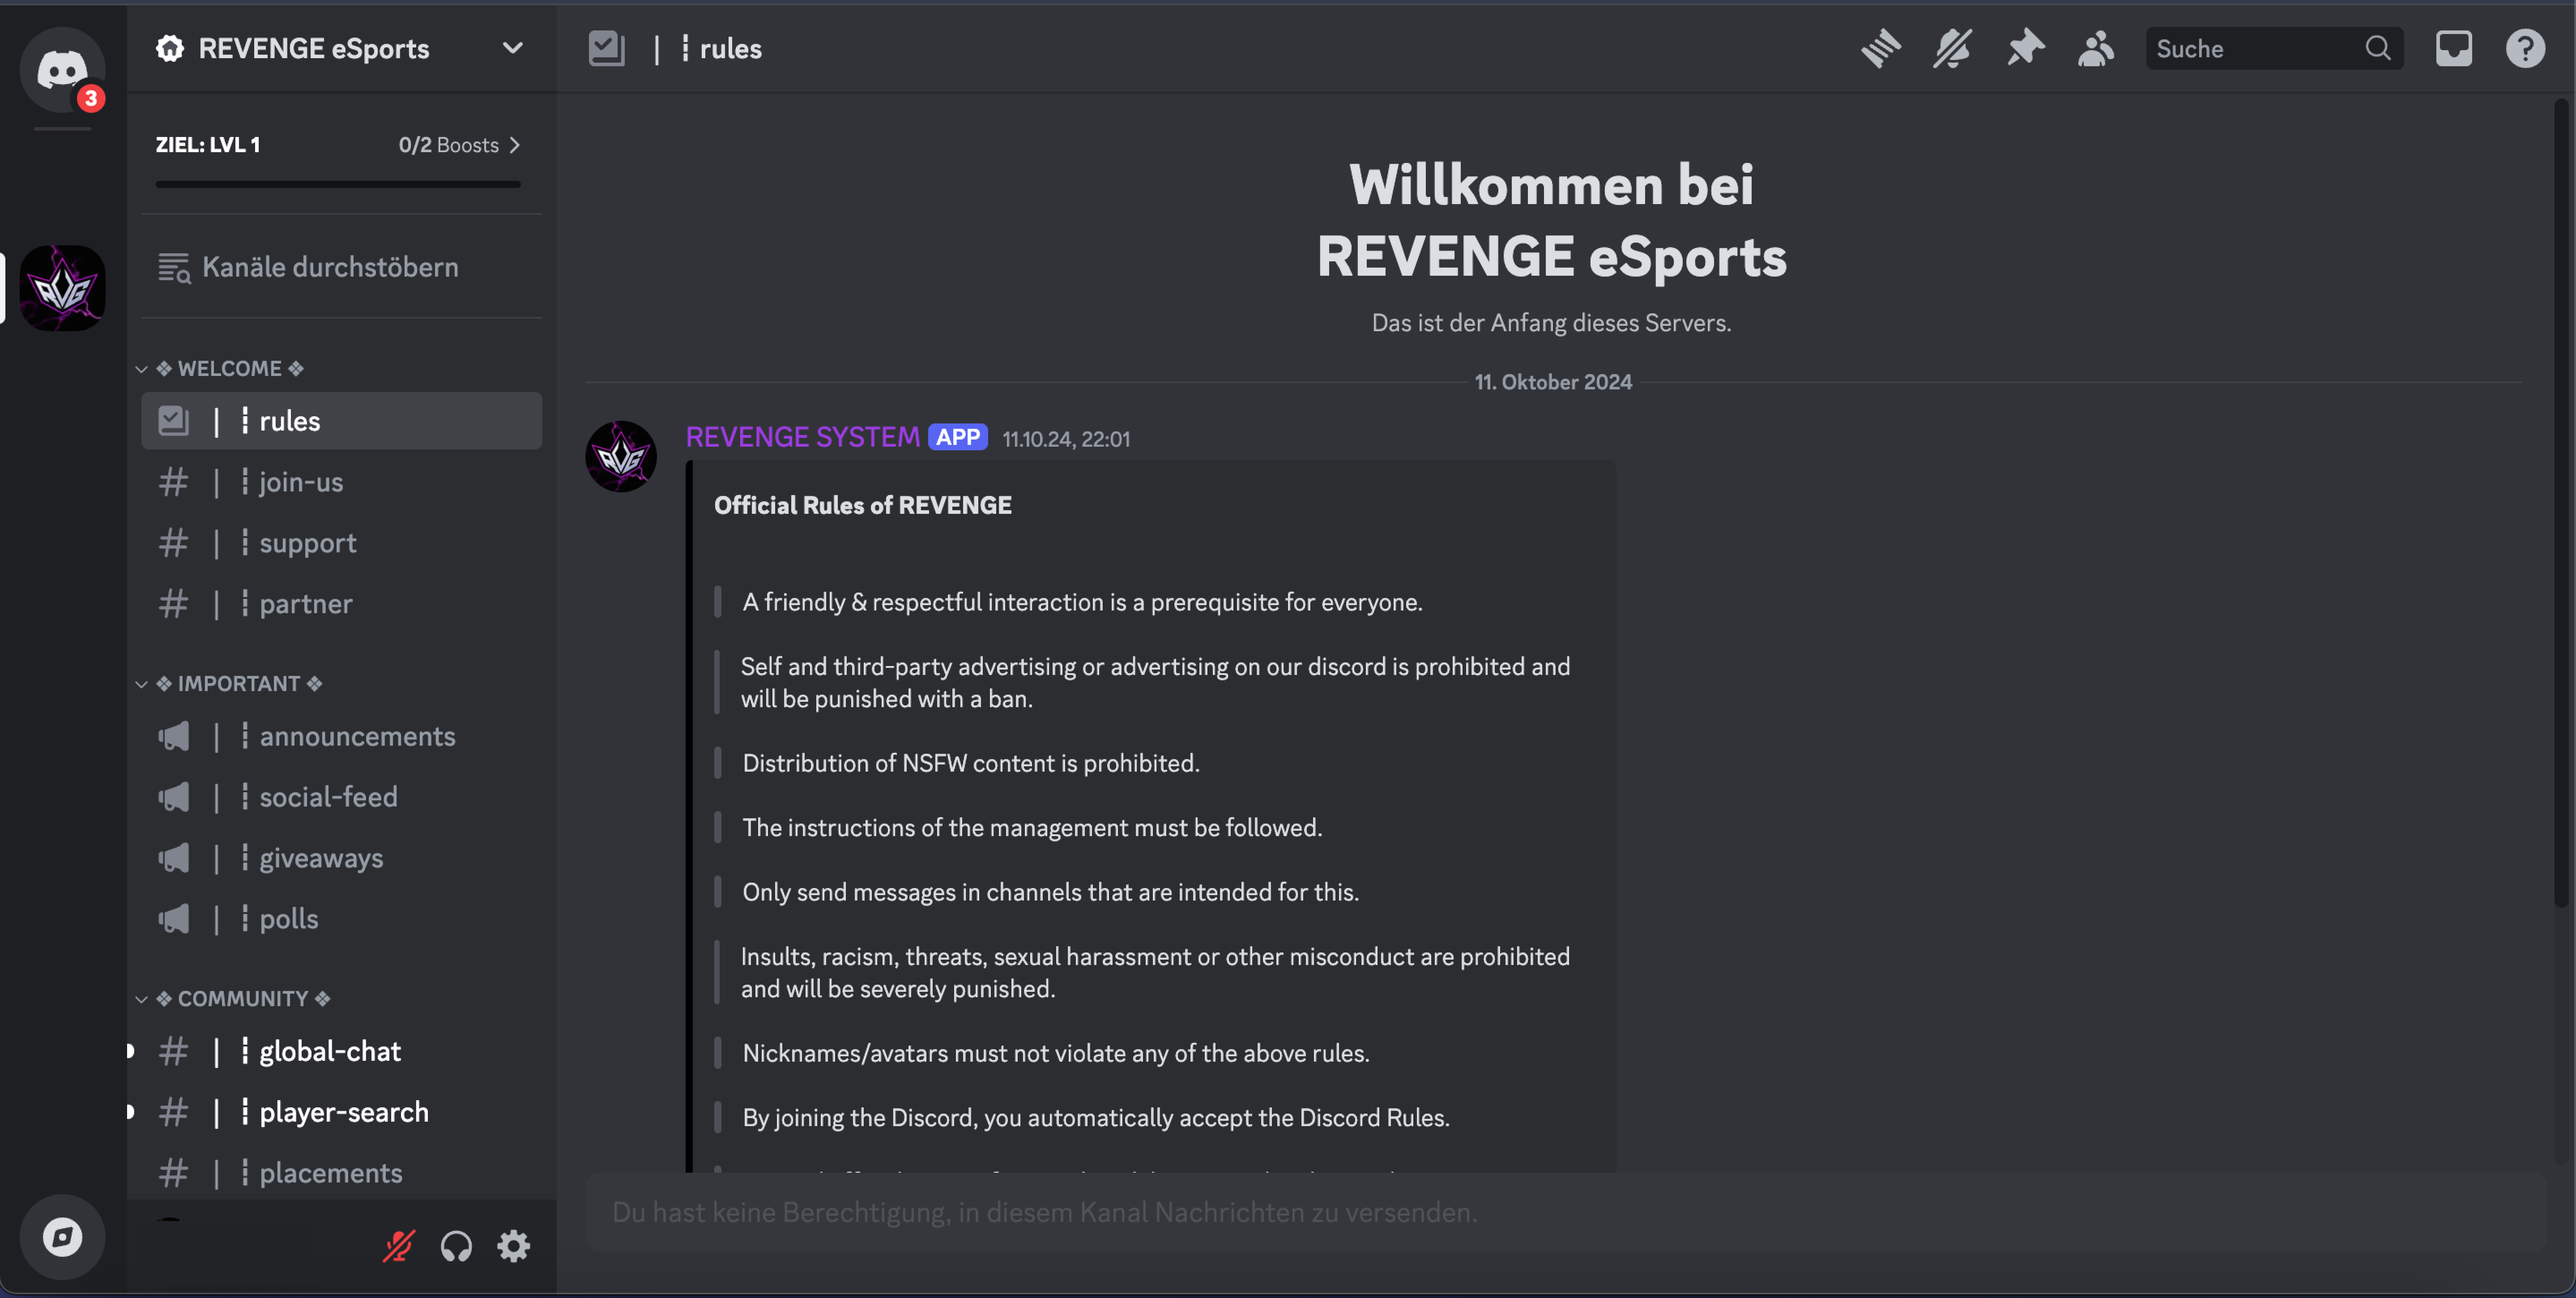 REVENGE eSports
3
ZIEL: LVL 1
0/2 Boosts
Kanäle durchstöbern
❖ WELCOME ❖
| ┋ rules
| ┋ join-us
| ┋ support
| ┋ partner
❖ IMPORTANT ❖
| ┋ announcements
| ┋ social-feed
| ┋ giveaways
| ┋ polls
❖ COMMUNITY ❖
| ┋ global-chat
| ┋ player-search
| ┋ placements
| ┋ rules
Suche
Willkommen bei
REVENGE eSports
Das ist der Anfang dieses Servers.
11. Oktober 2024
RVG
REVENGE SYSTEM APP 11.10.24, 22:01
Official Rules of REVENGE
A friendly & respectful interaction is a prerequisite for everyone.
Self and third-party advertising or advertising on our discord is prohibited and
will be punished with a ban.
Distribution of NSFW content is prohibited.
The instructions of the management must be followed.
Only send messages in channels that are intended for this.
Insults, racism, threats, sexual harassment or other misconduct are prohibited
and will be severely punished.
Nicknames/avatars must not violate any of the above rules.
By joining the Discord, you automatically accept the Discord Rules.
Du hast keine Berechtigung, in diesem Kanal Nachrichten zu versenden.